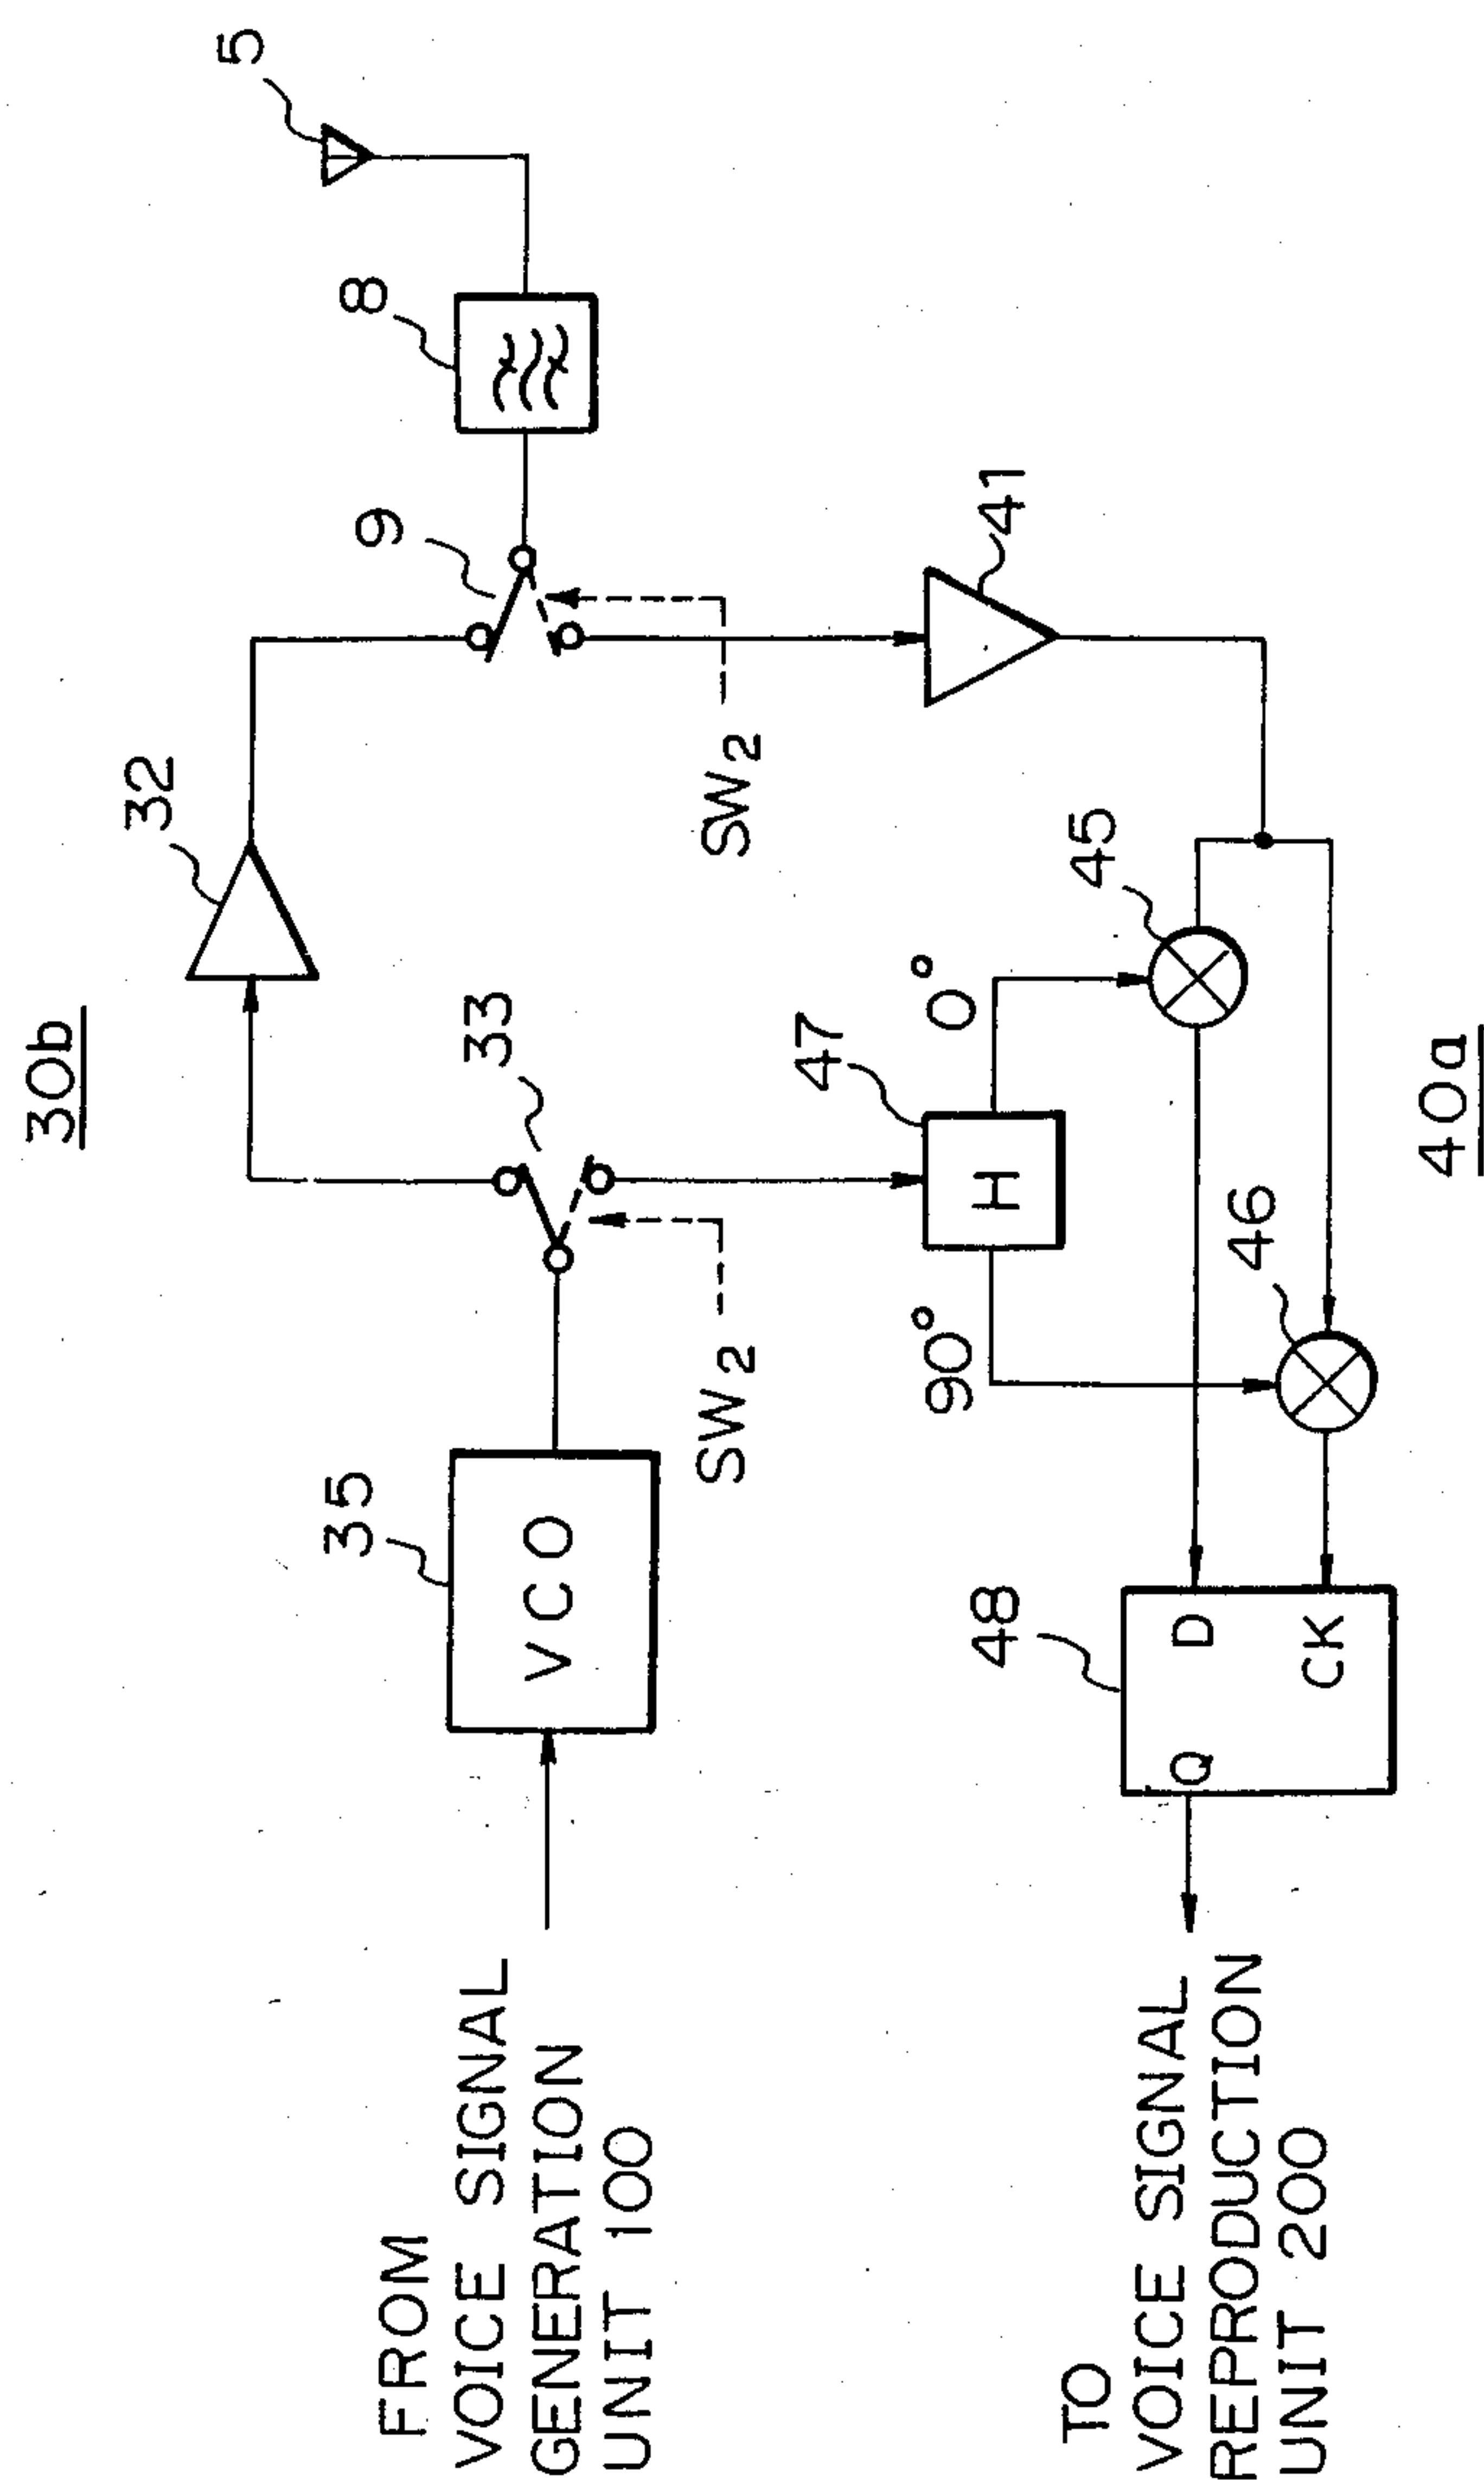 30b
5
32
8
9
33
35
VCO
SW2
SW2
41
47
H
0°
90°
45
46
48
D
CK
Q
40a
FROM
VOICE SIGNAL
GENERATION
UNIT 100
TO
VOICE SIGNAL
REPRODUCTION
UNIT 200